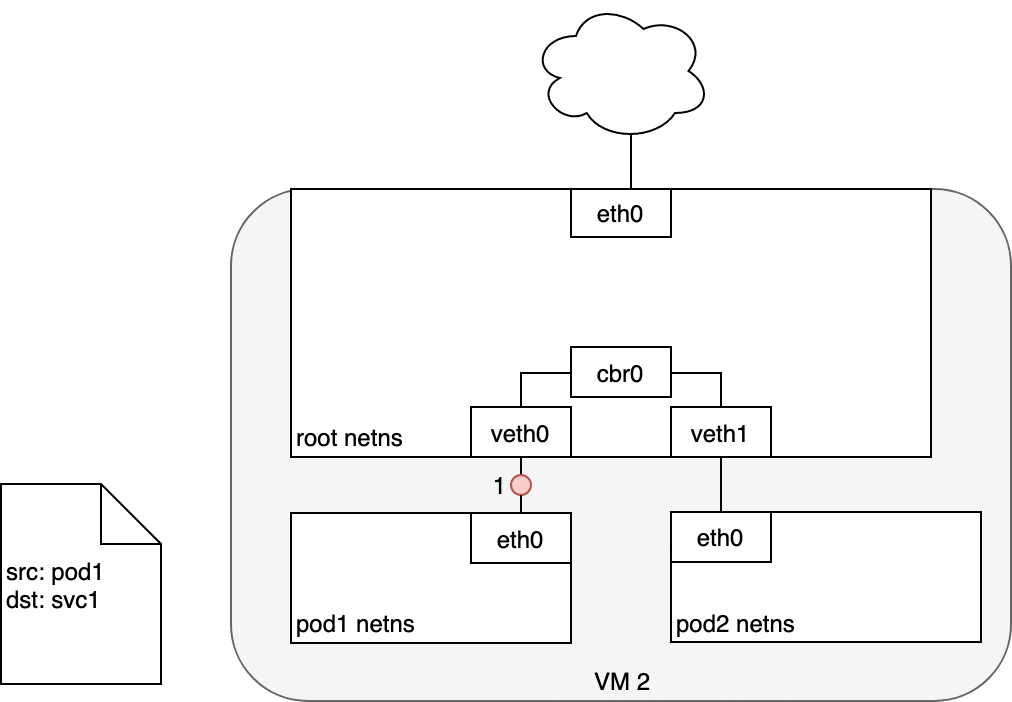 eth0
cbr0
veth0
veth1
root netns
1
eth0
eth0
src: pod1
dst: svc1
pod1 netns
pod2 netns
VM 2